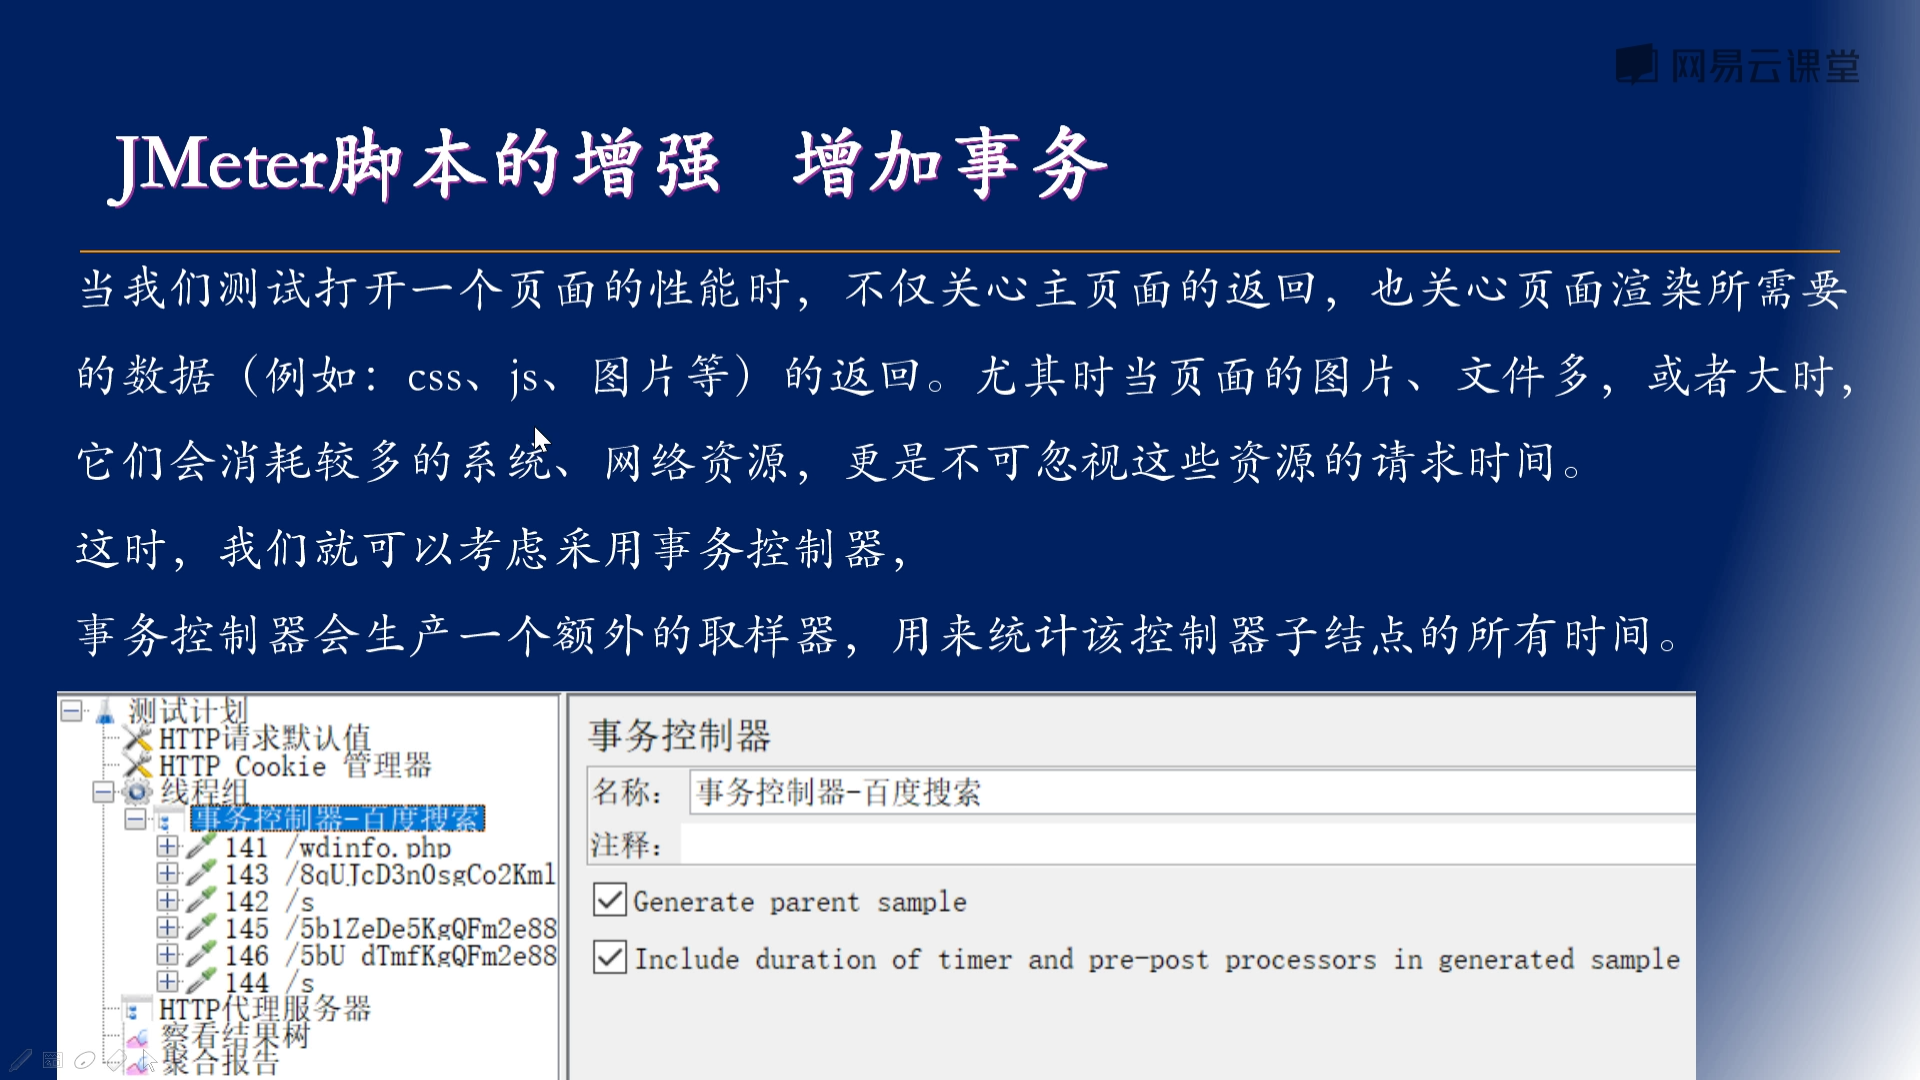 网易云课堂
JMeter脚本的增强 增加事务
当我们测试打开一个页面的性能时，不仅关心主页面的返回，也关心页面渲染所需要
的数据（例如：css、js、图片等）的返回。尤其时当页面的图片、文件多，或者大时，
它们会消耗较多的系统、网络资源，更是不可忽视这些资源的请求时间。
这时，我们就可以考虑采用事务控制器，
事务控制器会生产一个额外的取样器，用来统计该控制器子结点的所有时间。
测试计划
HTTP请求默认值
HTTP Cookie 管理器
线程组
事务控制器-百度搜索
141 /wdinfo.php
143 /8qUJcD3nOsgCo2Kml
142 /s
145 /5b1ZeDe5KgQFm2e88
146 /5bU_dTmfKgQFm2e88
144 /s
HTTP代理服务器
察看结果树
聚合报告
事务控制器
名称： 事务控制器-百度搜索
注释：
Generate parent sample
Include duration of timer and pre-post processors in generated sample